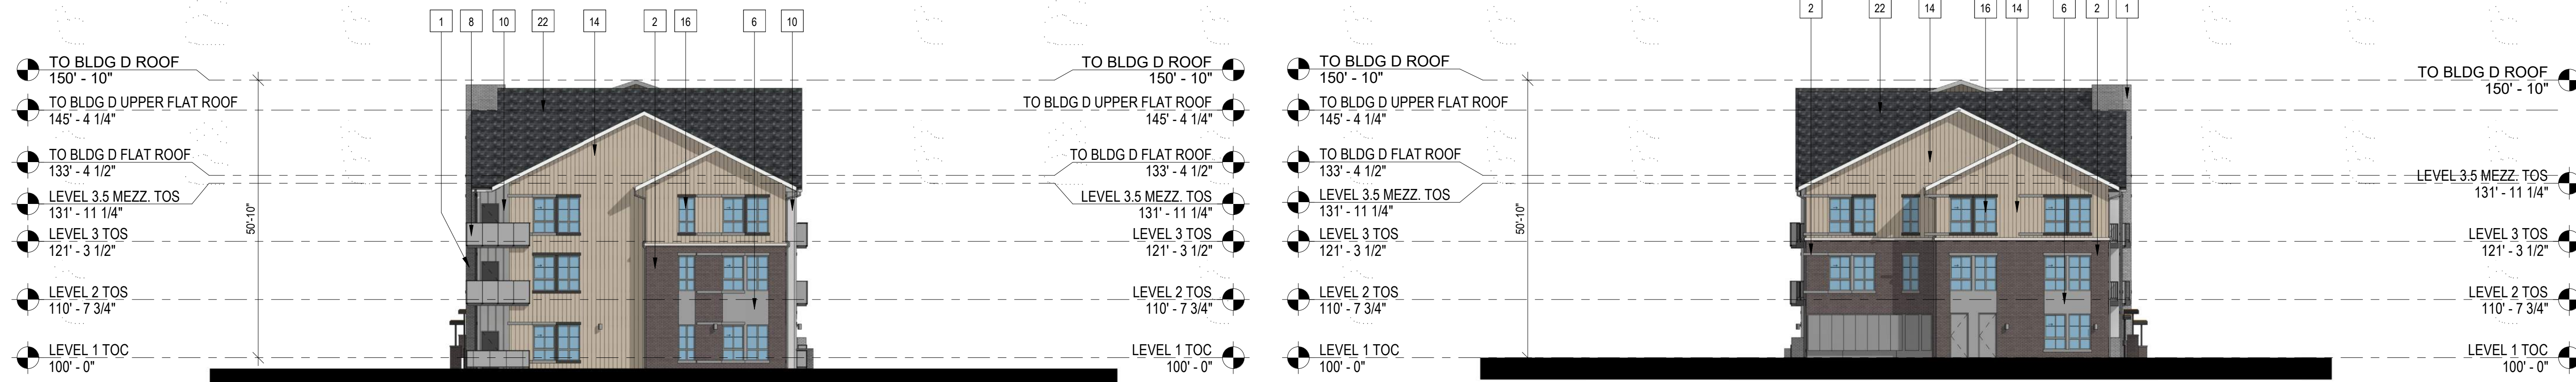 1 8 10 22 14 2 16 6 10
TO BLDG D ROOF
150' - 10"
TO BLDG D UPPER FLAT ROOF
145' - 4 1/4"
TO BLDG D FLAT ROOF
133' - 4 1/2"
LEVEL 3.5 MEZZ. TOS
131' - 11 1/4"
LEVEL 3 TOS
121' - 3 1/2"
LEVEL 2 TOS
110' - 7 3/4"
LEVEL 1 TOC
100' - 0"
50'-10"
TO BLDG D ROOF
150' - 10"
TO BLDG D UPPER FLAT ROOF
145' - 4 1/4"
TO BLDG D FLAT ROOF
133' - 4 1/2"
LEVEL 3.5 MEZZ. TOS
131' - 11 1/4"
LEVEL 3 TOS
121' - 3 1/2"
LEVEL 2 TOS
110' - 7 3/4"
LEVEL 1 TOC
100' - 0"
2 22 14 16 14 6 2 1
TO BLDG D ROOF
150' - 10"
TO BLDG D UPPER FLAT ROOF
145' - 4 1/4"
TO BLDG D FLAT ROOF
133' - 4 1/2"
LEVEL 3.5 MEZZ. TOS
131' - 11 1/4"
LEVEL 3 TOS
121' - 3 1/2"
LEVEL 2 TOS
110' - 7 3/4"
LEVEL 1 TOC
100' - 0"
50'-10"
TO BLDG D ROOF
150' - 10"
LEVEL 3.5 MEZZ. TOS
131' - 11 1/4"
LEVEL 3 TOS
121' - 3 1/2"
LEVEL 2 TOS
110' - 7 3/4"
LEVEL 1 TOC
100' - 0"